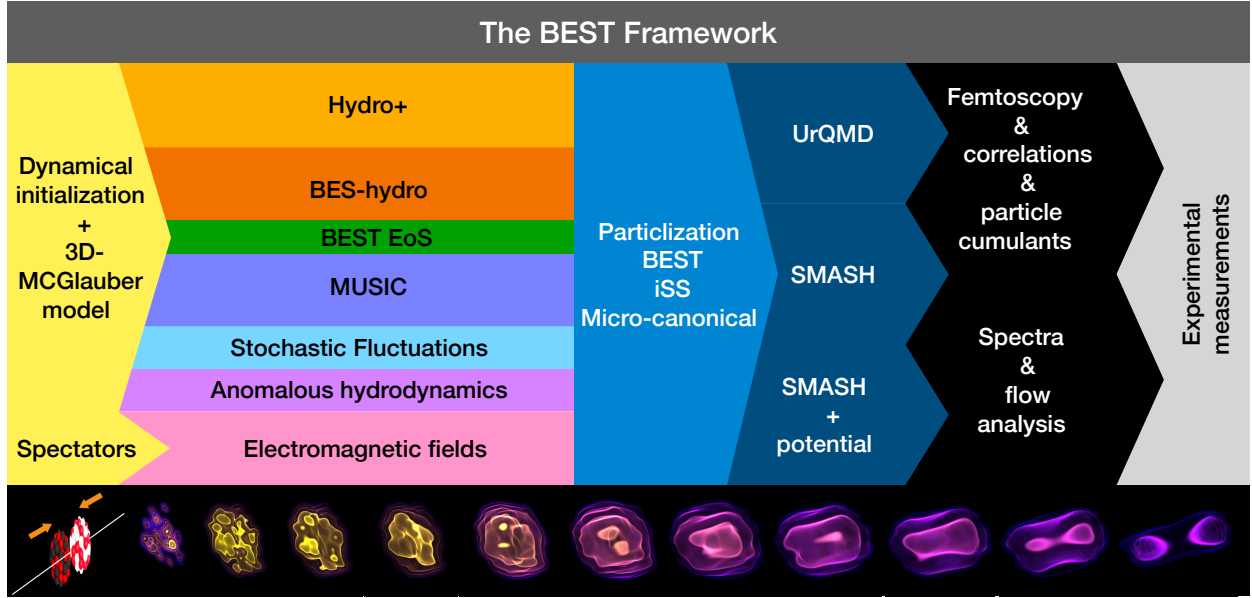 The BEST Framework
Dynamical
initialization
+
3D-
MCGlauber
model
Spectators
Hydro+
BES-hydro
BEST EoS
MUSIC
Stochastic Fluctuations
Anomalous hydrodynamics
Electromagnetic fields
Particlization
BEST
iSS
Micro-canonical
UrQMD
SMASH
SMASH
+
potential
Femtoscopy
&
correlations
&
particle
cumulants
Spectra
&
flow
analysis
Experimental
measurements